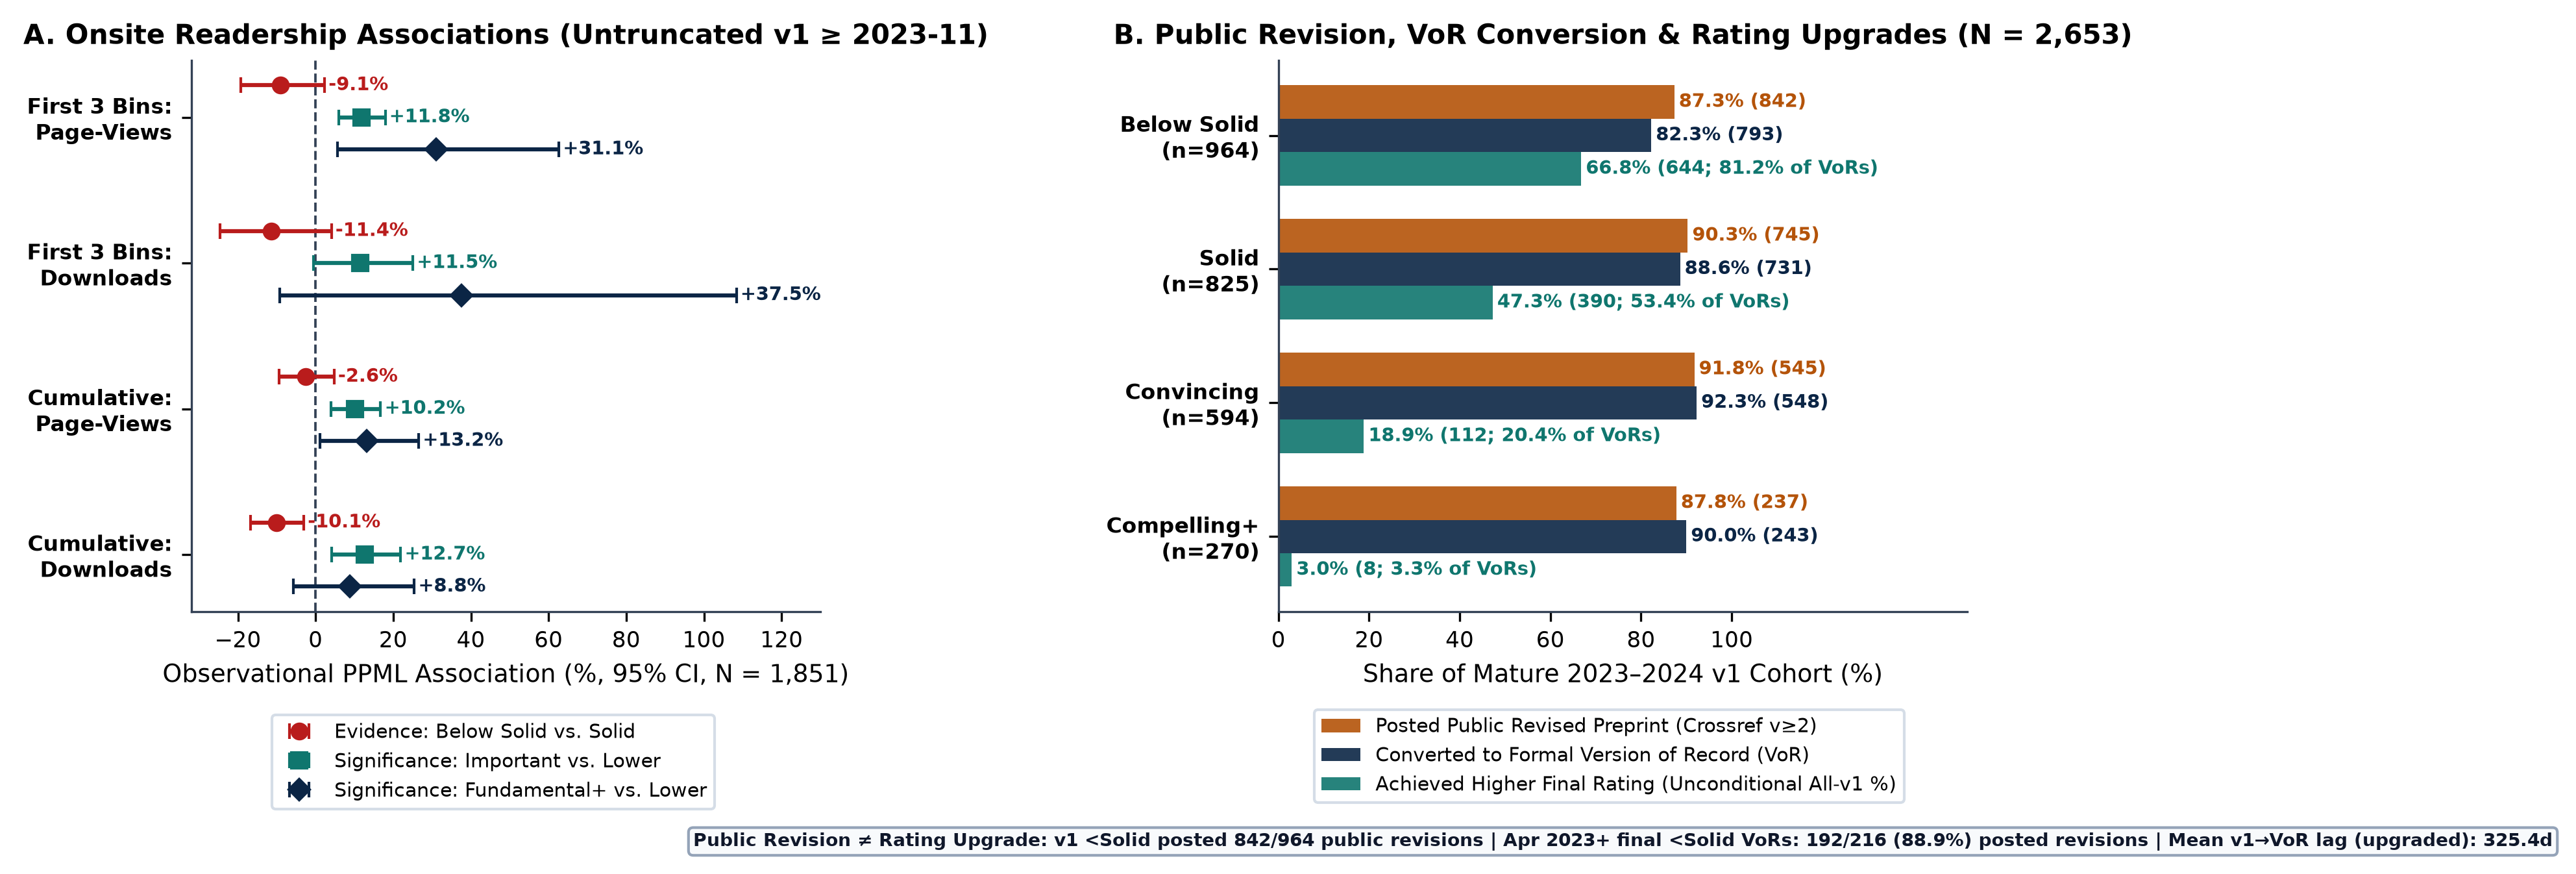 A. Onsite Readership Associations (Untruncated v1 ≥ 2023-11)
First 3 Bins:
Page-Views
-9.1%
+11.8%
+31.1%
First 3 Bins:
Downloads
-11.4%
+11.5%
+37.5%
Cumulative:
Page-Views
-2.6%
+10.2%
+13.2%
Cumulative:
Downloads
-10.1%
+12.7%
+8.8%
−20 0 20 40 60 80 100 120
Observational PPML Association (%, 95% CI, N = 1,851)
Evidence: Below Solid vs. Solid
Significance: Important vs. Lower
Significance: Fundamental+ vs. Lower
B. Public Revision, VoR Conversion & Rating Upgrades (N = 2,653)
Below Solid
(n=964)
87.3% (842)
82.3% (793)
66.8% (644; 81.2% of VoRs)
Solid
(n=825)
90.3% (745)
88.6% (731)
47.3% (390; 53.4% of VoRs)
Convincing
(n=594)
91.8% (545)
92.3% (548)
18.9% (112; 20.4% of VoRs)
Compelling+
(n=270)
87.8% (237)
90.0% (243)
3.0% (8; 3.3% of VoRs)
0 20 40 60 80 100
Share of Mature 2023–2024 v1 Cohort (%)
Posted Public Revised Preprint (Crossref v≥2)
Converted to Formal Version of Record (VoR)
Achieved Higher Final Rating (Unconditional All-v1 %)
Public Revision ≠ Rating Upgrade: v1 <Solid posted 842/964 public revisions | Apr 2023+ final <Solid VoRs: 192/216 (88.9%) posted revisions | Mean v1→VoR lag (upgraded): 325.4d